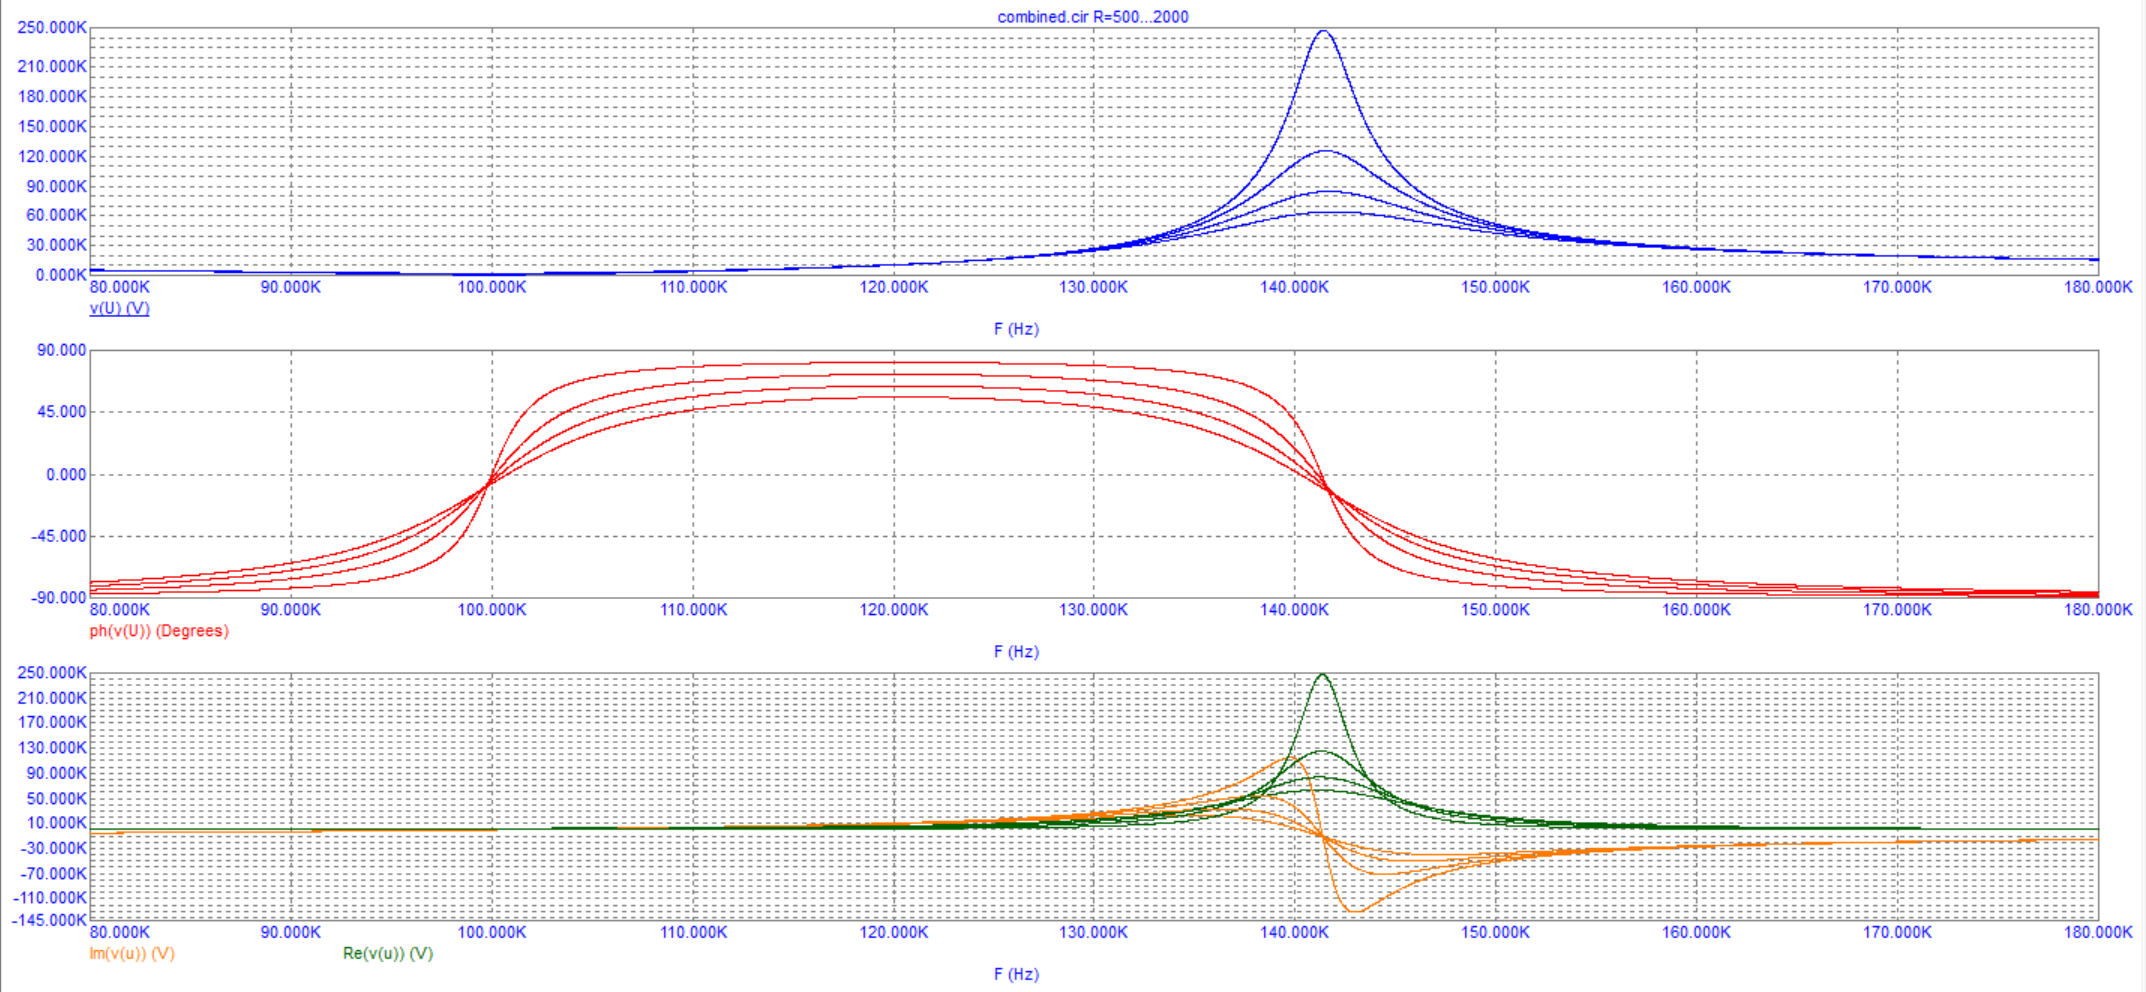 combined.cir R=500...2000
250.000K
210.000K
180.000K
150.000K
120.000K
90.000K
60.000K
30.000K
0.000K
80.000K 90.000K 100.000K 110.000K 120.000K 130.000K 140.000K 150.000K 160.000K 170.000K 180.000K
v(U) (V)
F (Hz)
90.000
45.000
0.000
-45.000
-90.000
80.000K 90.000K 100.000K 110.000K 120.000K 130.000K 140.000K 150.000K 160.000K 170.000K 180.000K
ph(v(U)) (Degrees)
F (Hz)
250.000K
210.000K
170.000K
130.000K
90.000K
50.000K
10.000K
-30.000K
-70.000K
-110.000K
-145.000K
80.000K 90.000K 100.000K 110.000K 120.000K 130.000K 140.000K 150.000K 160.000K 170.000K 180.000K
Im(v(u)) (V) Re(v(u)) (V)
F (Hz)